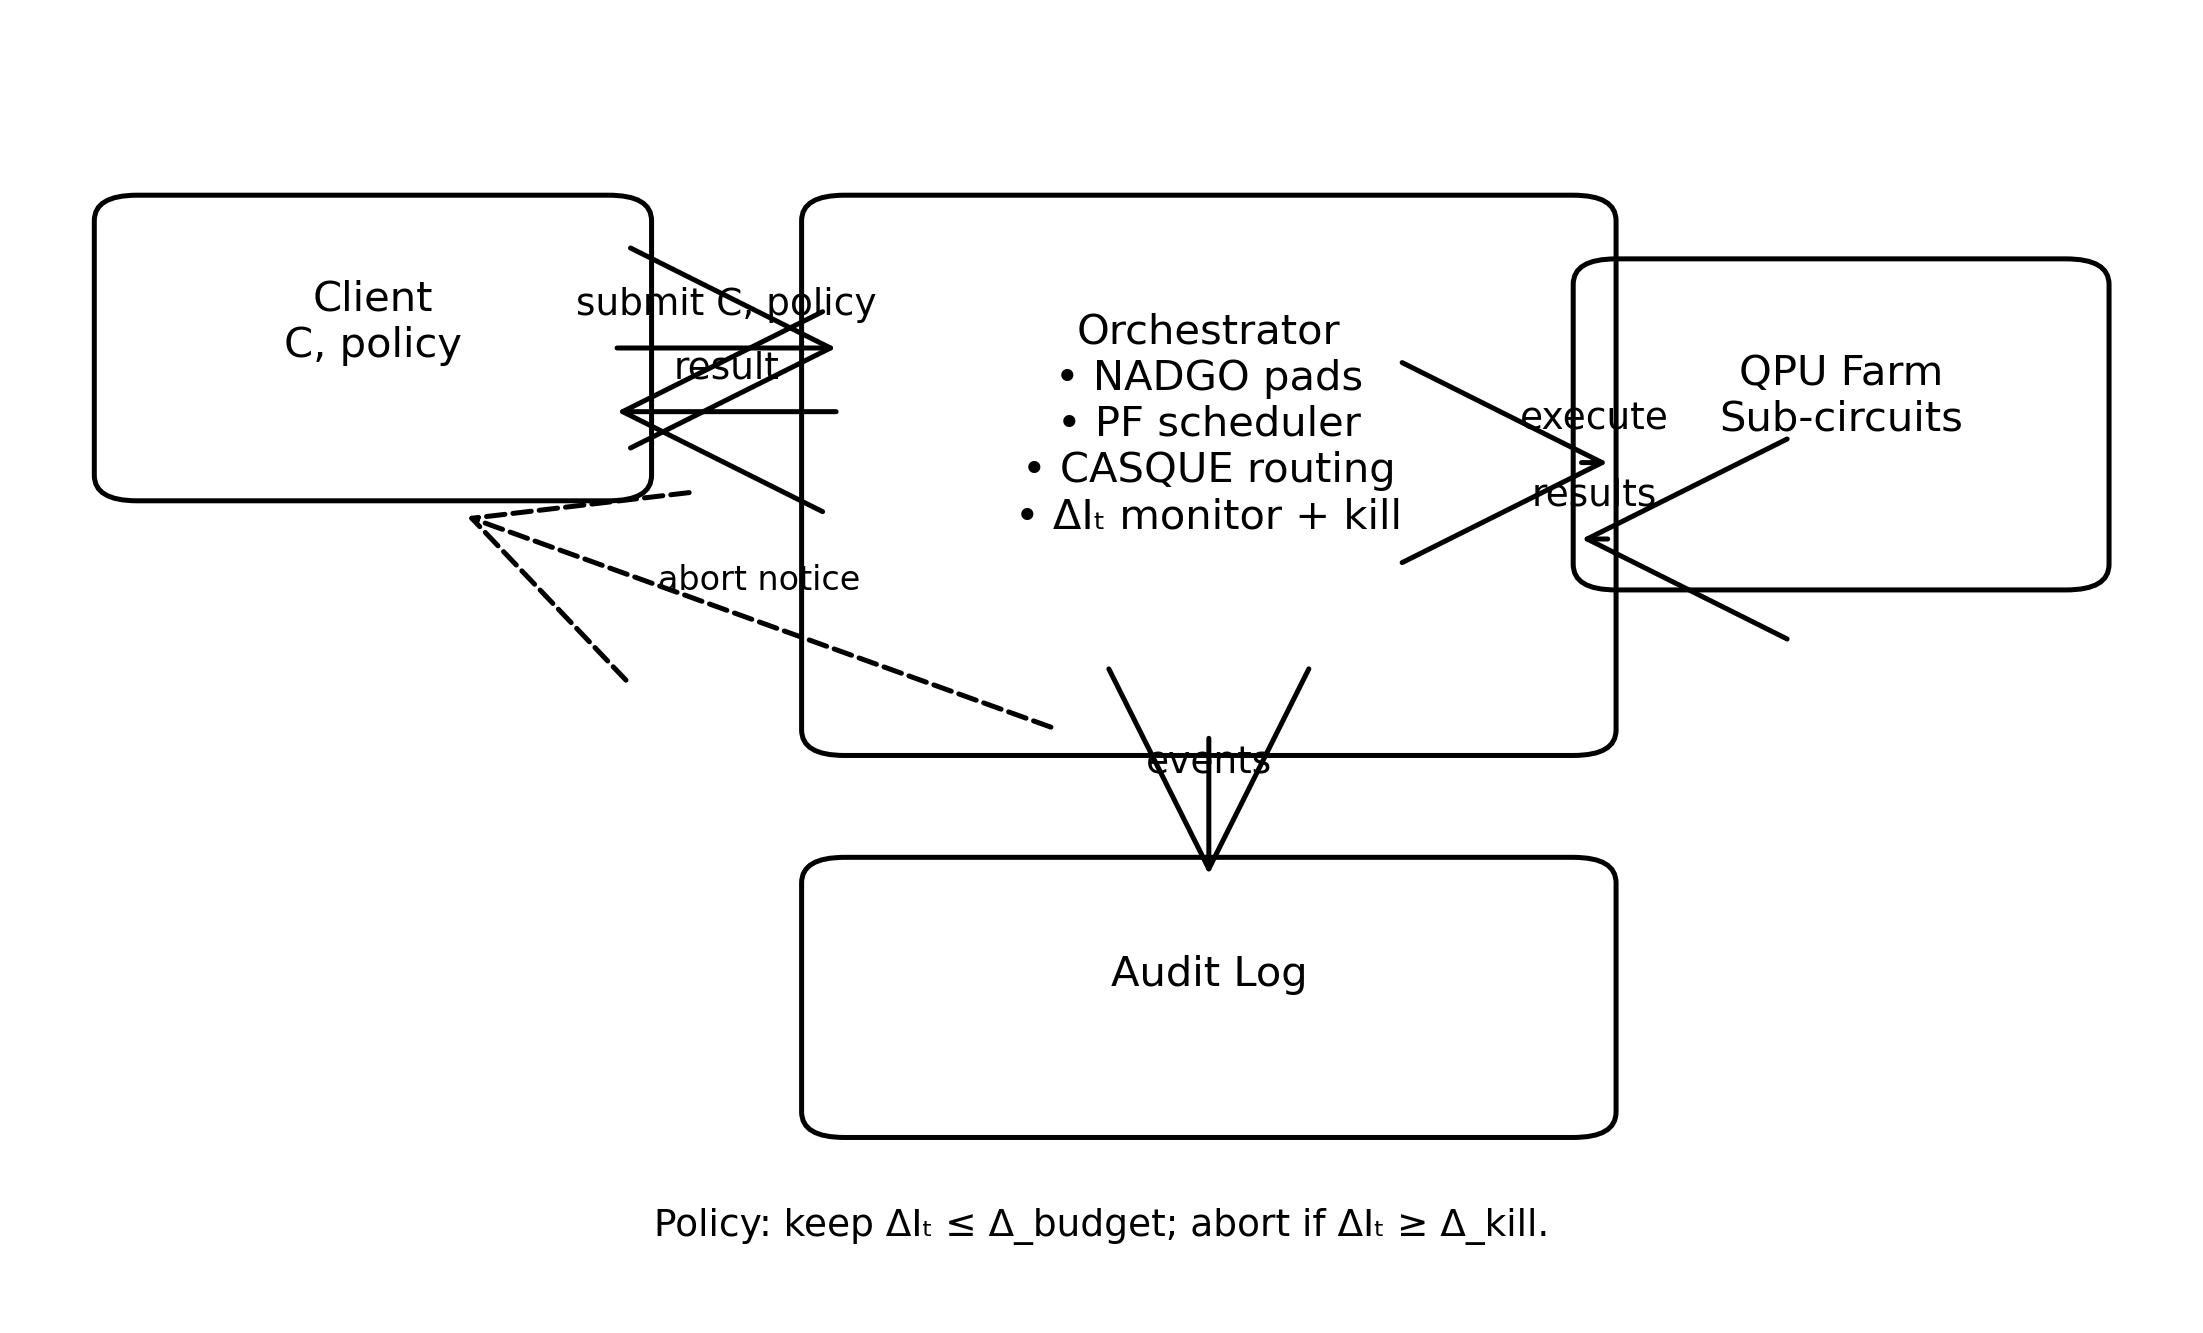 Client
C, policy
submit C, policy
result
Orchestrator
• NADGO pads
• PF scheduler
• CASQUE routing
• ΔIₜ monitor + kill
execute
results
QPU Farm
Sub-circuits
abort notice
events
Audit Log
Policy: keep ΔIₜ ≤ Δ_budget; abort if ΔIₜ ≥ Δ_kill.